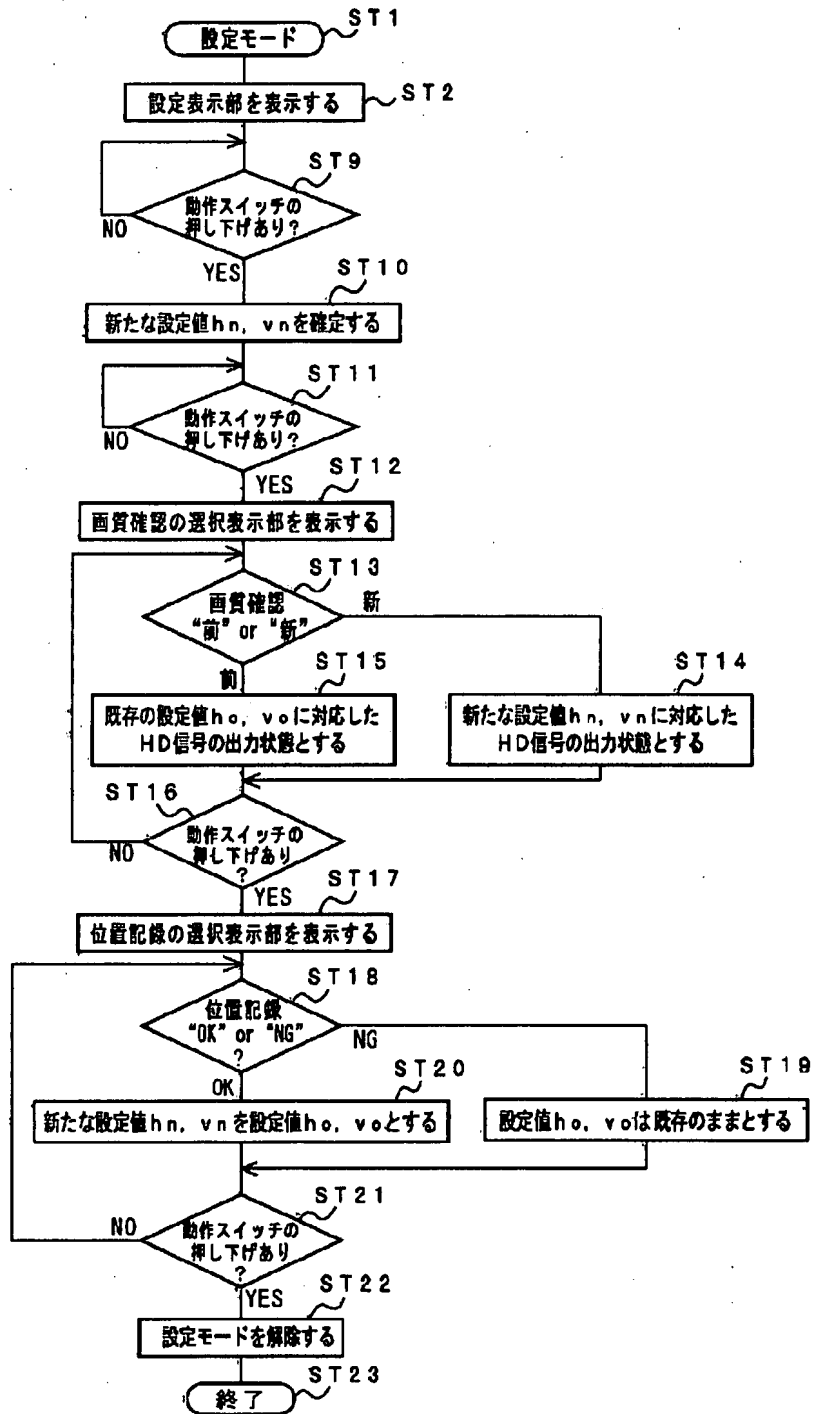 ST1
設定モード
ST2
設定表示部を表示する
ST9
動作スイッチの
押し下げあり?
NO
YES
ST10
新たな設定値hn, vnを確定する
ST11
動作スイッチの
押し下げあり?
NO
YES
ST12
画質確認の選択表示部を表示する
ST13
画質確認
“前” or “新”
新
前
ST15
既存の設定値ho, voに対応した
HD信号の出力状態とする
ST14
新たな設定値hn, vnに対応した
HD信号の出力状態とする
ST16
動作スイッチの
押し下げあり
?
NO
YES
ST17
位置記録の選択表示部を表示する
ST18
位置記録
“OK” or “NG”
?
NG
OK
ST20
新たな設定値hn, vnを設定値ho, voとする
ST19
設定値ho, voは既存のままとする
ST21
動作スイッチの
押し下げあり
?
NO
YES
ST22
設定モードを解除する
ST23
終了